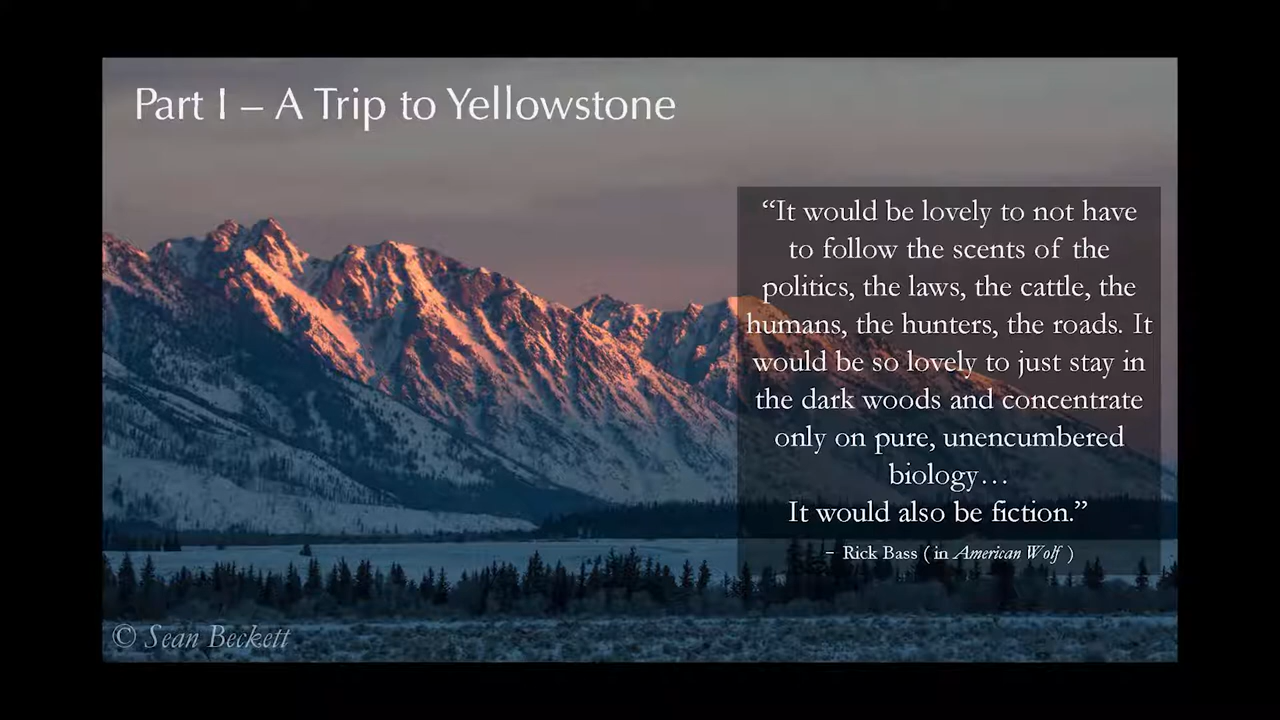 Part I – A Trip to Yellowstone
“It would be lovely to not have
to follow the scents of the
politics, the laws, the cattle, the
humans, the hunters, the roads. It
would be so lovely to just stay in
the dark woods and concentrate
only on pure, unencumbered
biology…
It would also be fiction.”
– Rick Bass ( in American Wolf )
© Sean Beckett